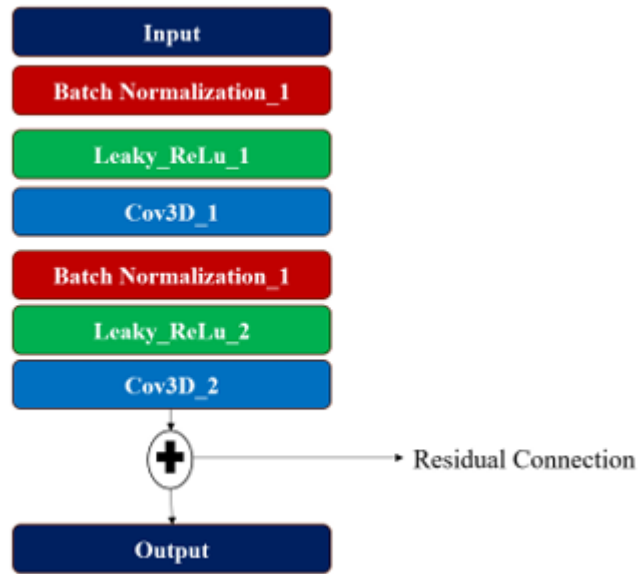 Input
Batch Normalization_1
Leaky_ReLu_1
Cov3D_1
Batch Normalization_1
Leaky_ReLu_2
Cov3D_2
Residual Connection
Output